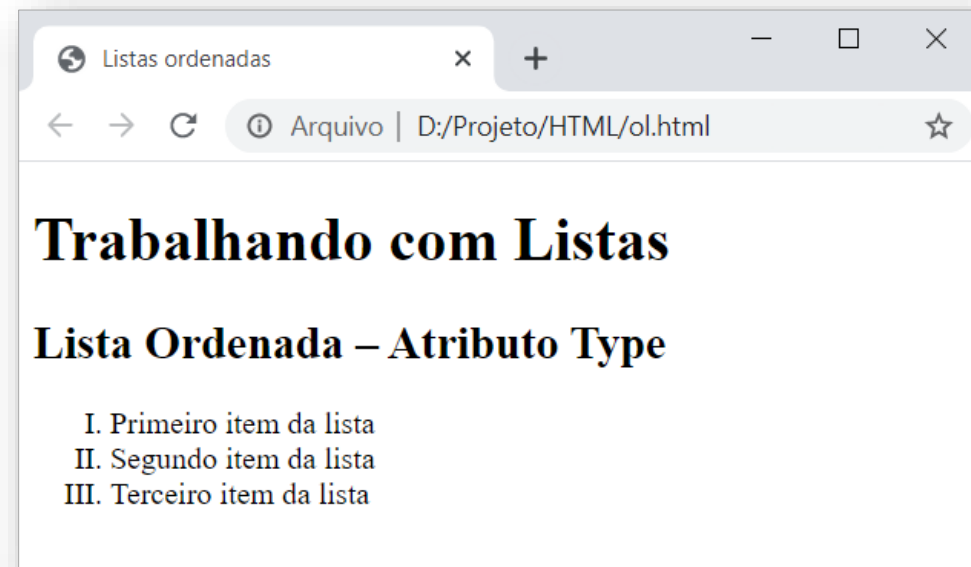 Listas ordenadas
Arquivo | D:/Projeto/HTML/ol.html
Trabalhando com Listas
Lista Ordenada – Atributo Type
I. Primeiro item da lista
II. Segundo item da lista
III. Terceiro item da lista